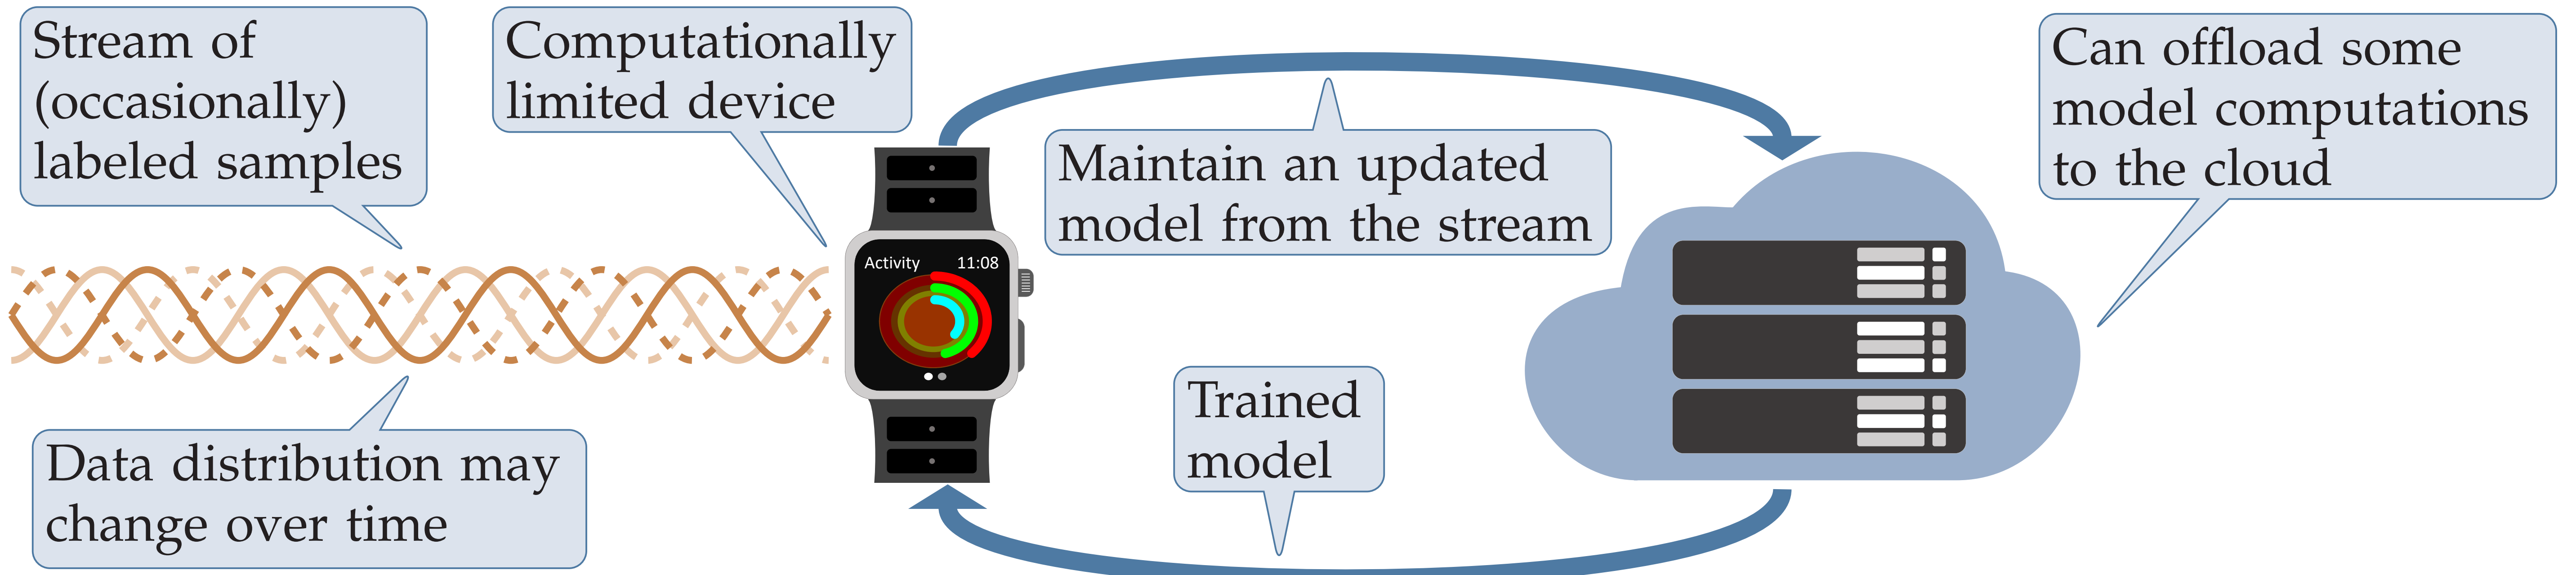 Stream of
(occasionally)
labeled samples
Computationally
limited device
Maintain an updated
model from the stream
Can offload some
model computations
to the cloud
Activity 11:08
Data distribution may
change over time
Trained
model